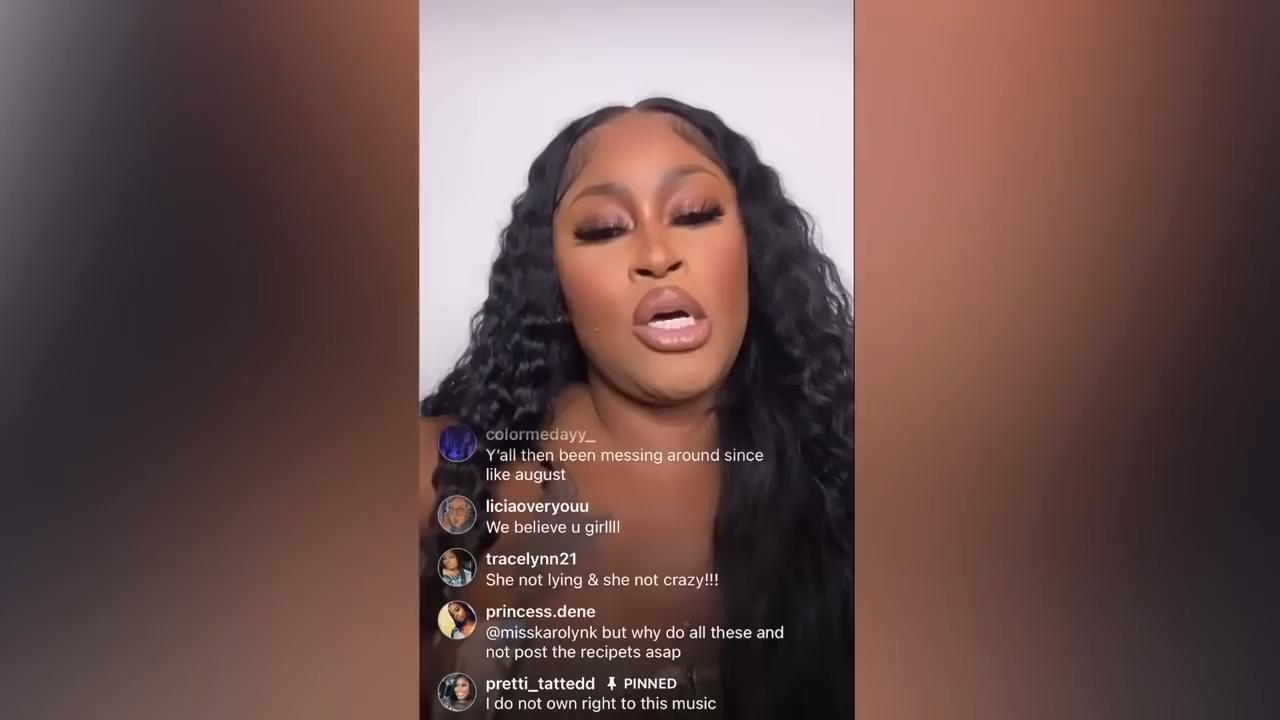 colormedayy_
Y'all then been messing around since
like august
liciaoveryouu
We believe u girllll
tracelynn21
She not lying & she not crazy!!!
princess.dene
@misskarolynk but why do all these and
not post the recipets asap
pretti_tattedd PINNED
I do not own right to this music